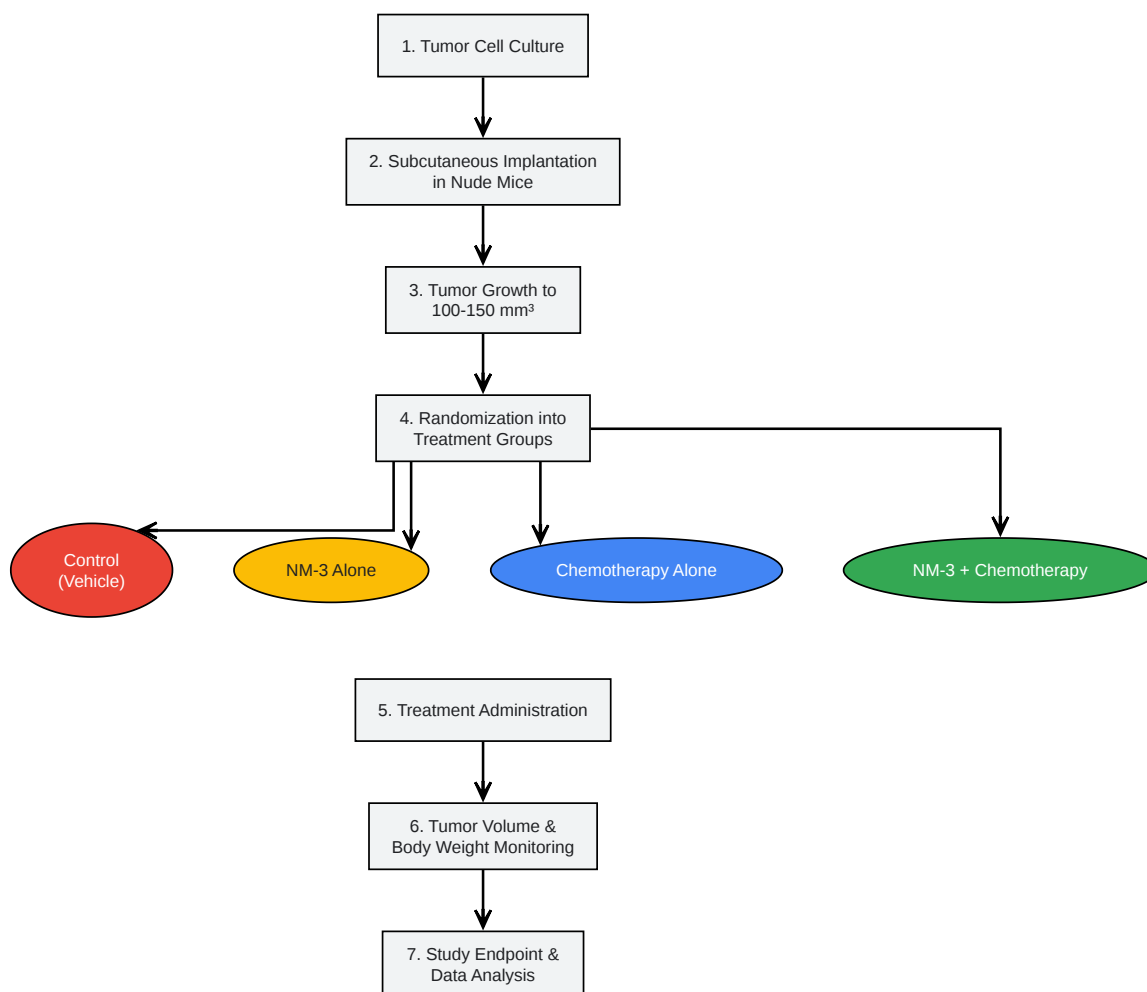 1. Tumor Cell Culture
2. Subcutaneous Implantation
in Nude Mice
3. Tumor Growth to
100-150 mm³
4. Randomization into
Treatment Groups
Control
(Vehicle)
NM-3 Alone
Chemotherapy Alone
NM-3 + Chemotherapy
5. Treatment Administration
6. Tumor Volume &
Body Weight Monitoring
7. Study Endpoint &
Data Analysis